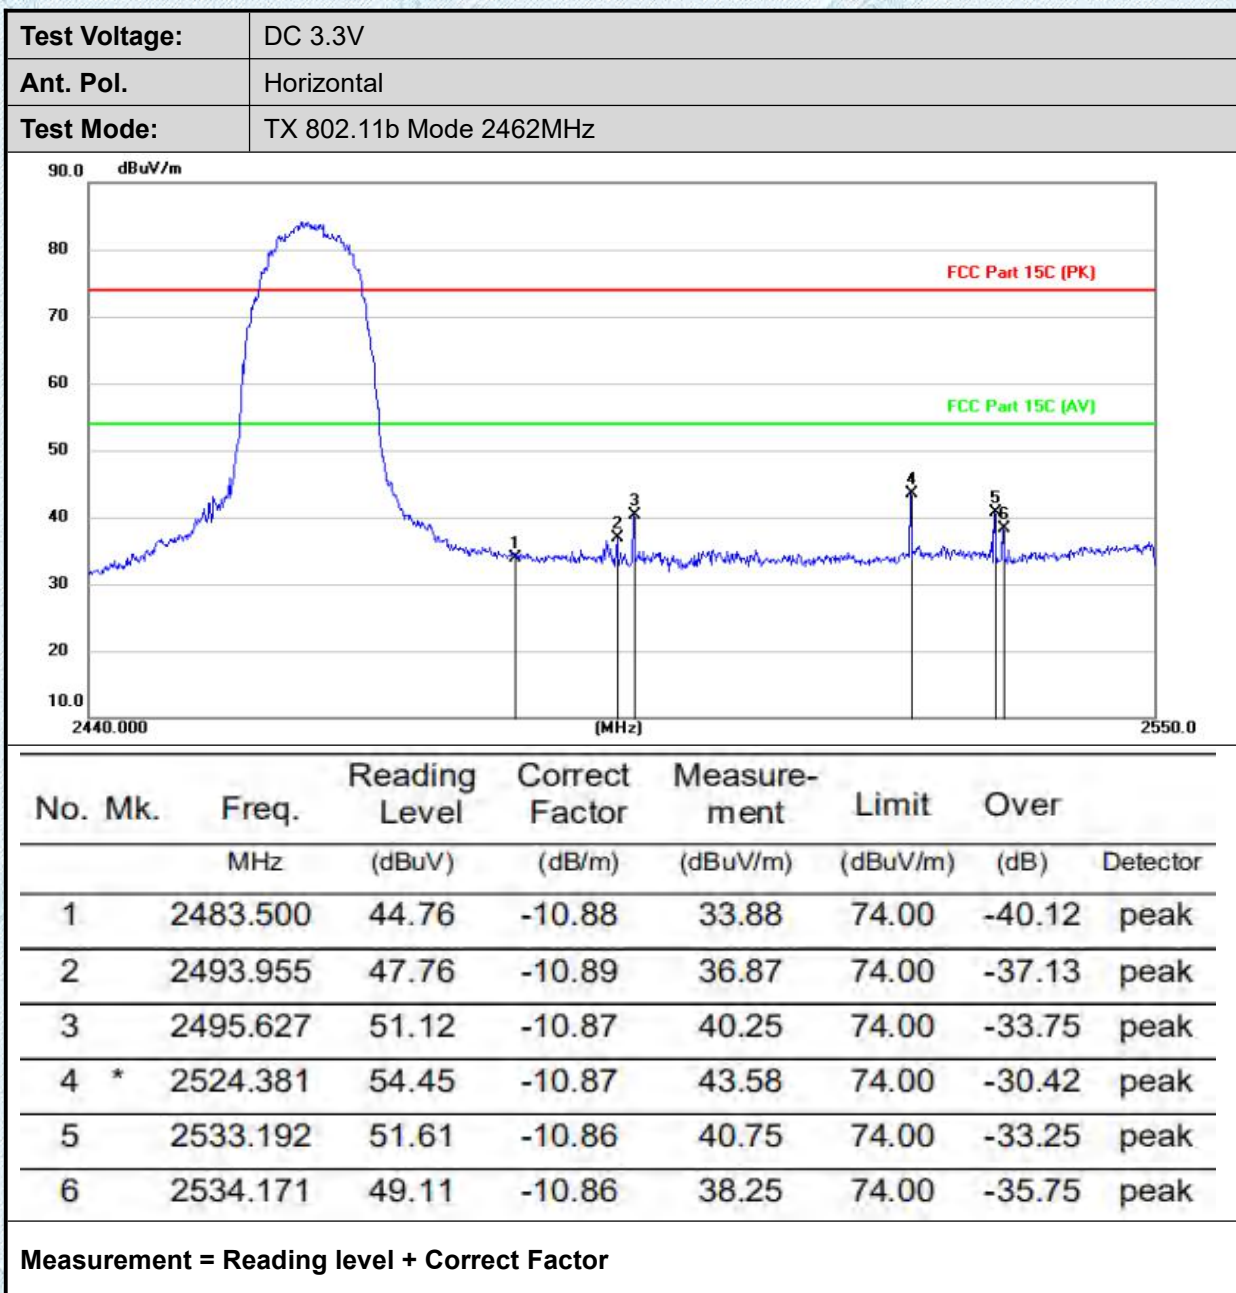 Test Voltage: DC 3.3V
Ant. Pol. Horizontal
Test Mode: TX 802.11b Mode 2462MHz
90.0 dBuV/m
80
FCC Part 15C (PK)
70
60
FCC Part 15C (AV)
50
4
3 5
40 2 6
1
30
20
10.0
2440.000 (MHz) 2550.0
No. Mk. Freq. Reading Level Correct Factor Measure-ment Limit Over
MHz (dBuV) (dB/m) (dBuV/m) (dBuV/m) (dB) Detector
1 2483.500 44.76 -10.88 33.88 74.00 -40.12 peak
2 2493.955 47.76 -10.89 36.87 74.00 -37.13 peak
3 2495.627 51.12 -10.87 40.25 74.00 -33.75 peak
4 * 2524.381 54.45 -10.87 43.58 74.00 -30.42 peak
5 2533.192 51.61 -10.86 40.75 74.00 -33.25 peak
6 2534.171 49.11 -10.86 38.25 74.00 -35.75 peak
Measurement = Reading level + Correct Factor